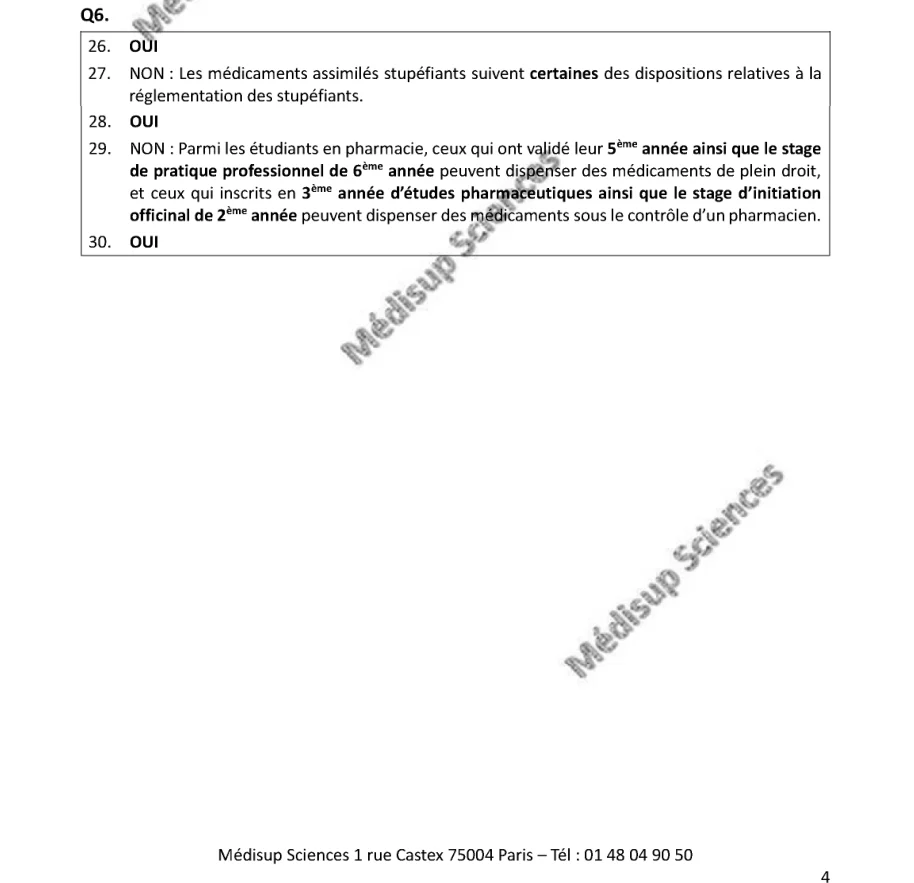 Mé
Q6.
26. OUI
27. NON : Les médicaments assimilés stupéfiants suivent certaines des dispositions relatives à la
réglementation des stupéfiants.
28. OUI
29. NON : Parmi les étudiants en pharmacie, ceux qui ont validé leur 5ème année ainsi que le stage
de pratique professionnel de 6ème année peuvent dispenser des médicaments de plein droit,
et ceux qui inscrits en 3ème année d’études pharmaceutiques ainsi que le stage d’initiation
officinal de 2ème année peuvent dispenser des médicaments sous le contrôle d’un pharmacien.
30. OUI
Médisup Sciences
Médisup Sciences
Médisup Sciences 1 rue Castex 75004 Paris – Tél : 01 48 04 90 50
4